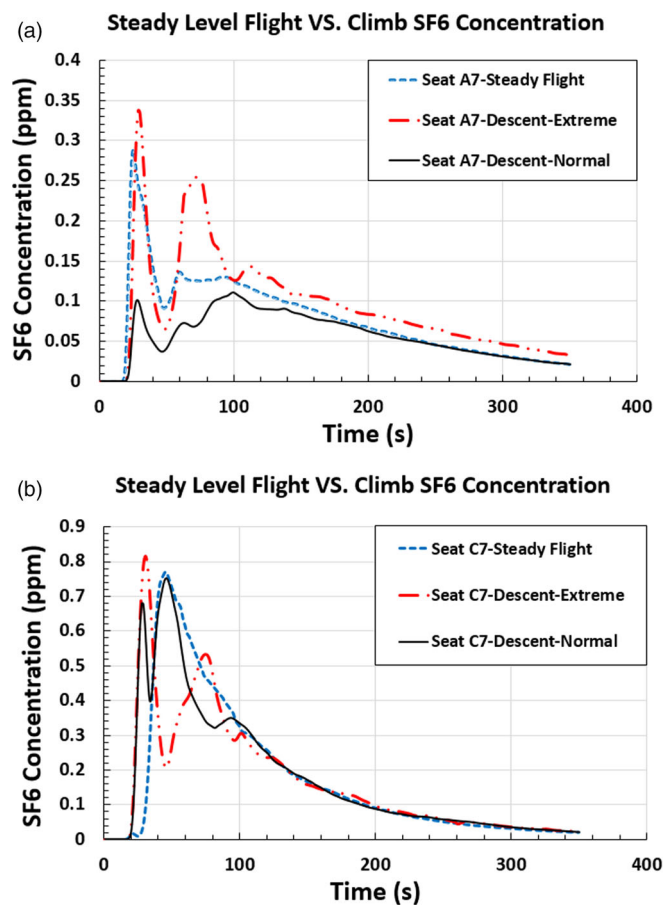 (a)
Steady Level Flight VS. Climb SF6 Concentration
SF6 Concentration (ppm)
0.4
0.35
0.3
0.25
0.2
0.15
0.1
0.05
0
Seat A7-Steady Flight
Seat A7-Descent-Extreme
Seat A7-Descent-Normal
0 100 200 300 400
Time (s)
(b)
Steady Level Flight VS. Climb SF6 Concentration
SF6 Concentration (ppm)
0.9
0.8
0.7
0.6
0.5
0.4
0.3
0.2
0.1
0
Seat C7-Steady Flight
Seat C7-Descent-Extreme
Seat C7-Descent-Normal
0 100 200 300 400
Time (s)